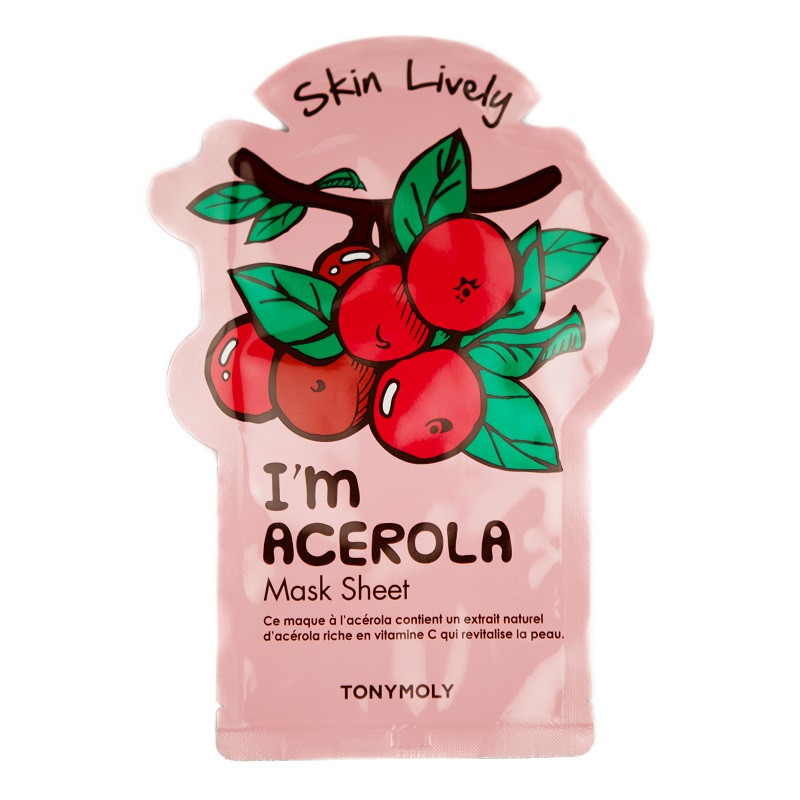 Skin Lively
I'm
ACEROLA
Mask Sheet
Ce maque à l'acérola contient un extrait naturel
d'acérola riche en vitamine C qui revitalise la peau.
TONYMOLY